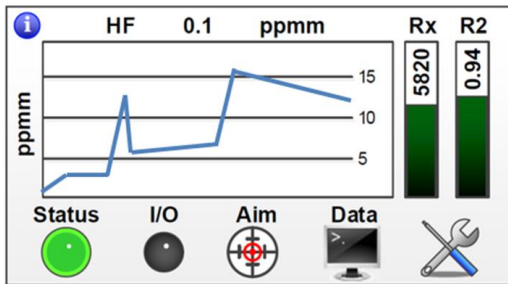 i HF 0.1 ppmm Rx R2
ppmm
15
10
5
5820
0.94
Status I/O Aim Data
>.